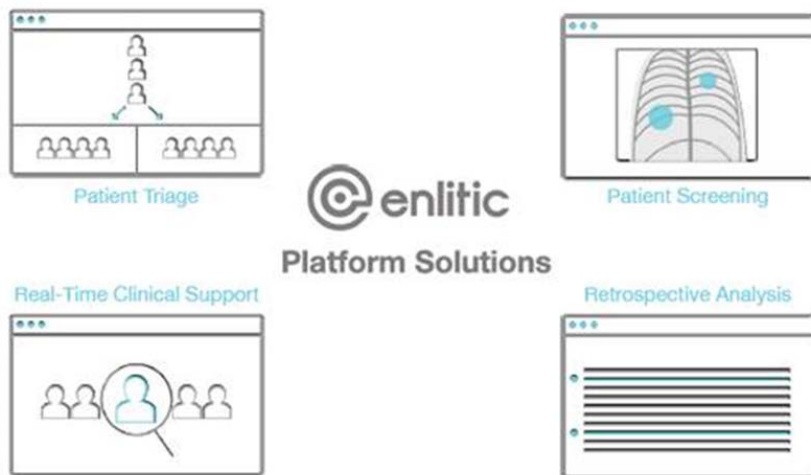 Patient Triage
Patient Screening
enlitic
Platform Solutions
Real-Time Clinical Support
Retrospective Analysis